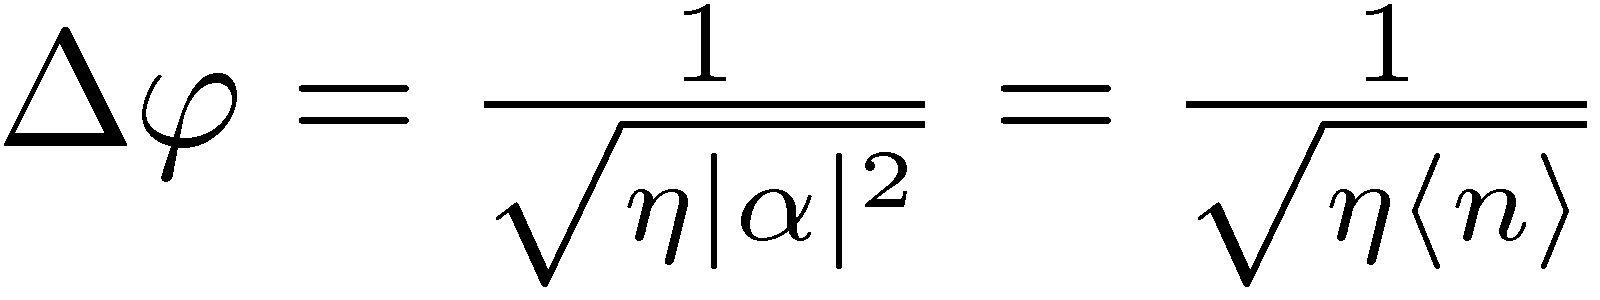 Δφ = 1/√(η|α|²) = 1/√(η⟨n⟩)